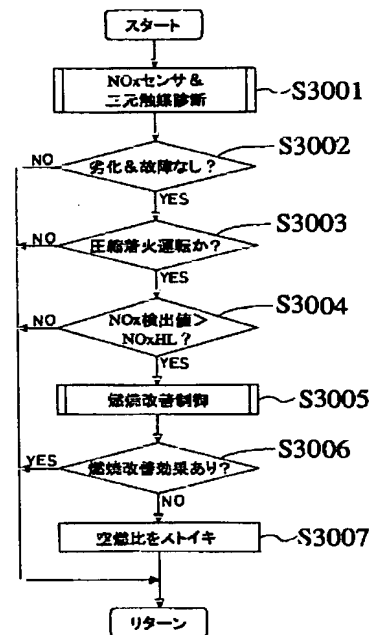 スタート
NOxセンサ&
三元触媒診断
S3001
S3002
劣化&故障なし?
NO
YES
S3003
圧縮着火運転か?
NO
YES
S3004
NOx検出値>
NOxHL?
NO
YES
燃焼改善制御
S3005
S3006
燃焼改善効果あり?
YES
NO
空燃比をストイキ
S3007
リターン